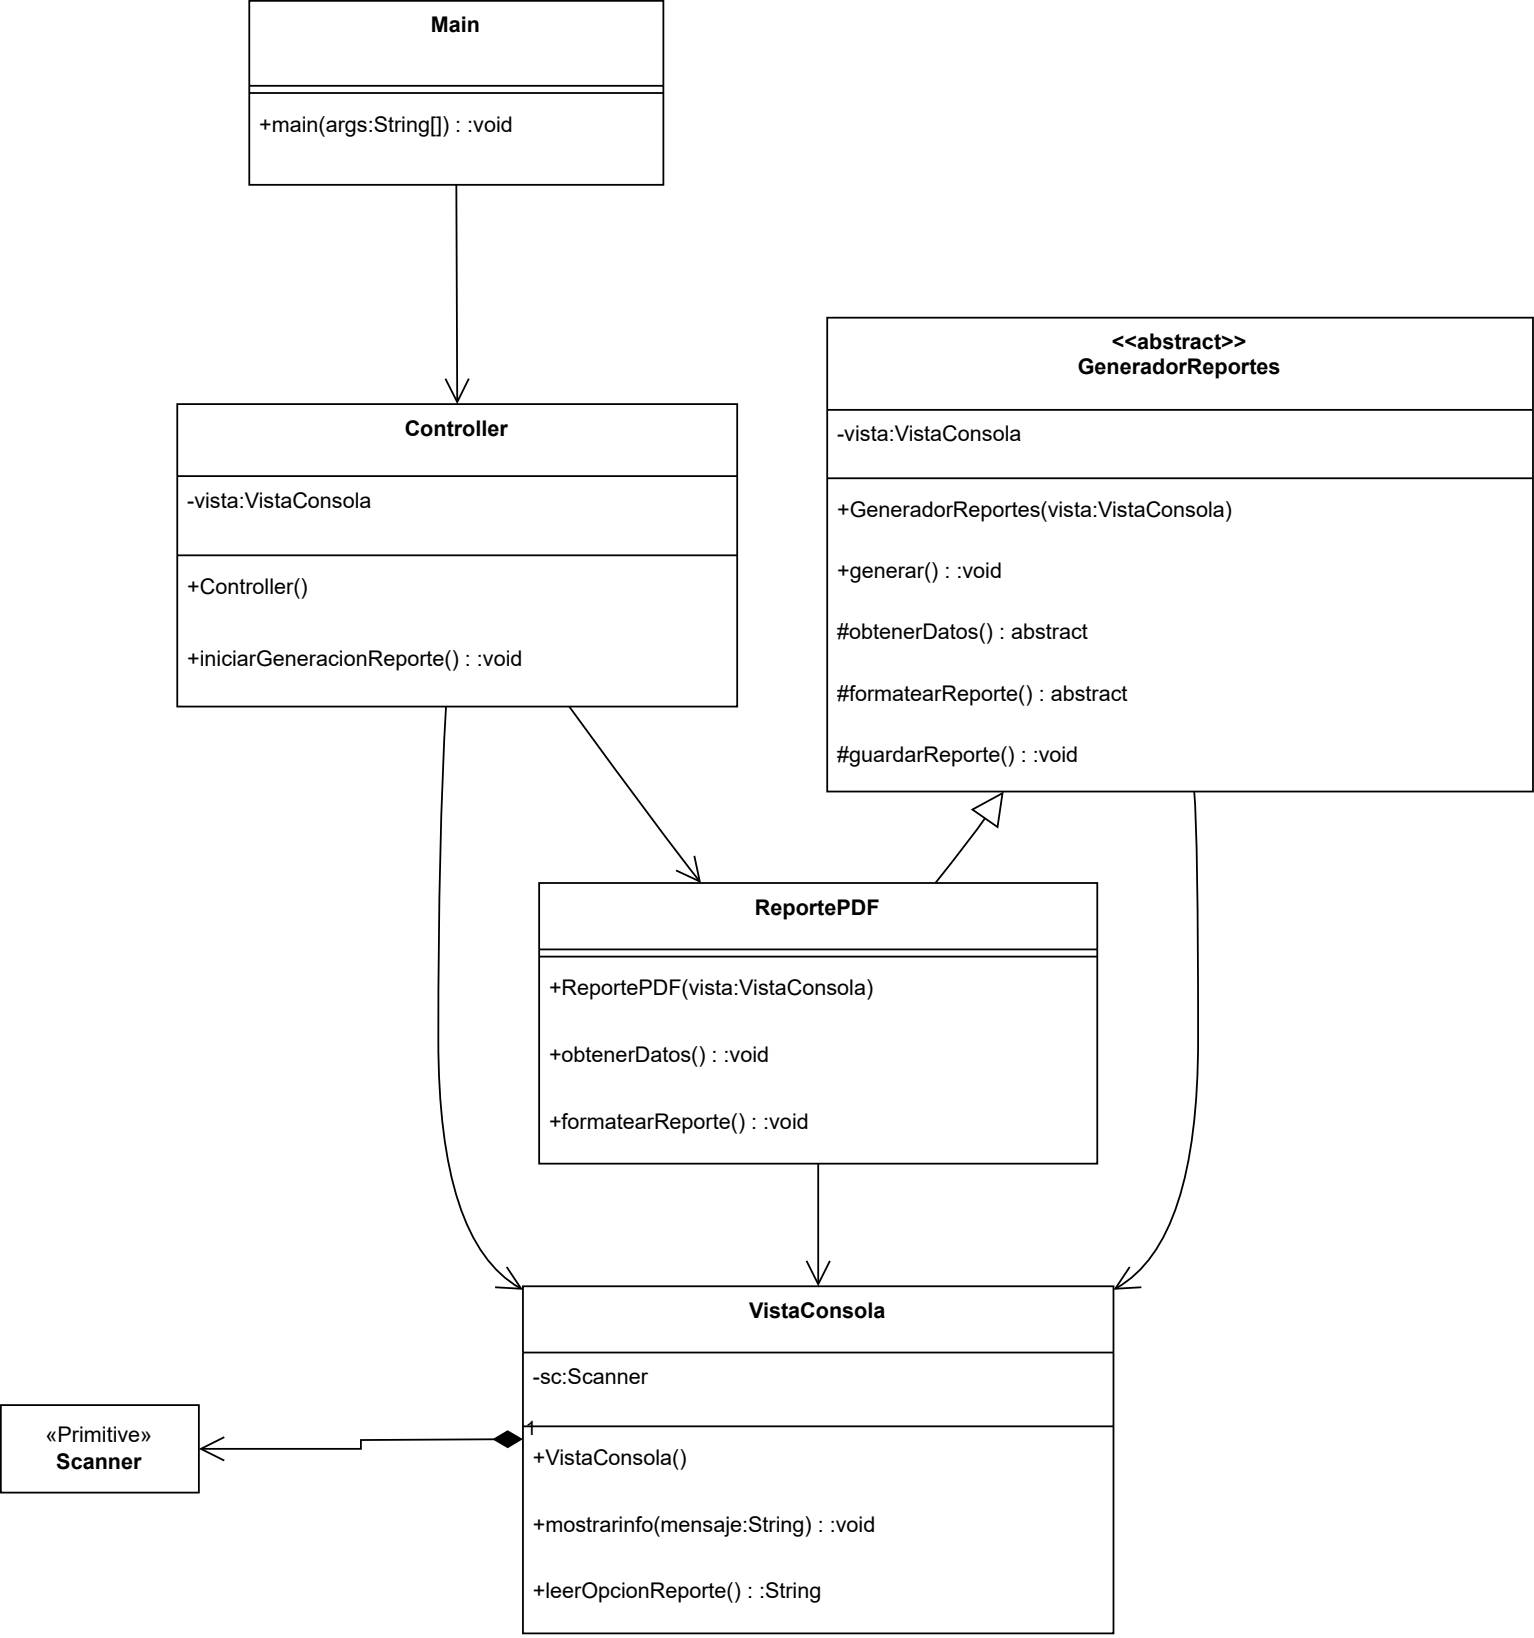 Main
+main(args:String[]) : :void
Controller
-vista:VistaConsola
+Controller()
+iniciarGeneracionReporte() : :void
<<abstract>>
GeneradorReportes
-vista:VistaConsola
+GeneradorReportes(vista:VistaConsola)
+generar() : :void
#obtenerDatos() : abstract
#formatearReporte() : abstract
#guardarReporte() : :void
ReportePDF
+ReportePDF(vista:VistaConsola)
+obtenerDatos() : :void
+formatearReporte() : :void
VistaConsola
-sc:Scanner
1
+VistaConsola()
+mostrarinfo(mensaje:String) : :void
+leerOpcionReporte() : :String
«Primitive»
Scanner